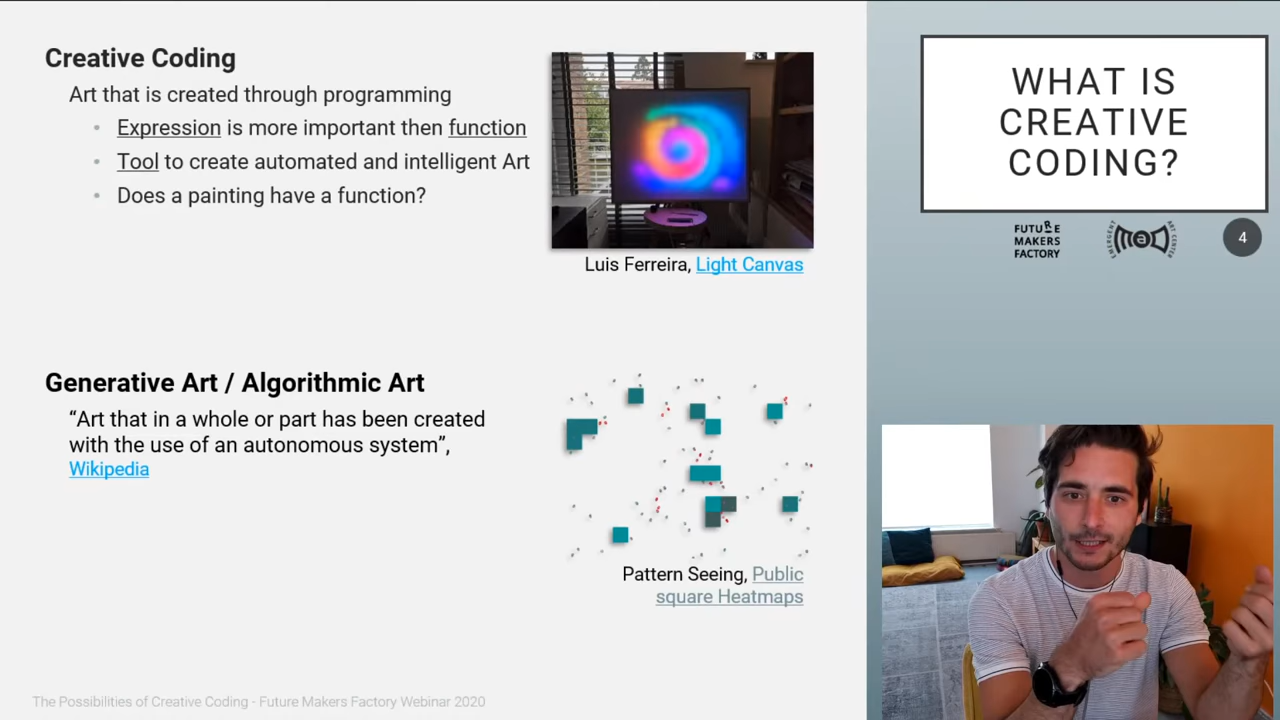 Creative Coding
Art that is created through programming
Expression is more important then function
Tool to create automated and intelligent Art
Does a painting have a function?
Luis Ferreira, Light Canvas
Generative Art / Algorithmic Art
“Art that in a whole or part has been created
with the use of an autonomous system”,
Wikipedia
Pattern Seeing, Public
square Heatmaps
The Possibilities of Creative Coding - Future Makers Factory Webinar 2020
WHAT IS
CREATIVE
CODING?
FUTURE
MAKERS
FACTORY
a
4